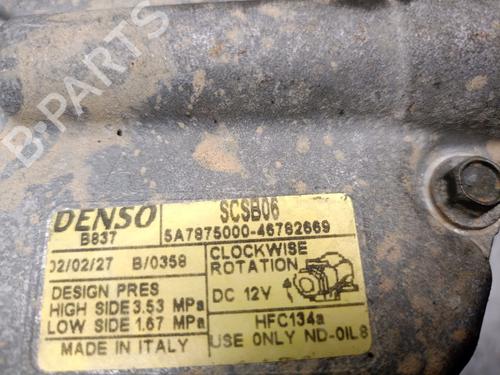 B-PARTS
DENSO
B837
02/02/27 B/0358
DESIGN PRES
HIGH SIDE 3.53 MPa
LOW SIDE 1.67 MPa
MADE IN ITALY
SCSB06
5A7975000-46782669
CLOCKWISE
ROTATION
DC 12V
HFC134a
USE ONLY ND-OIL8